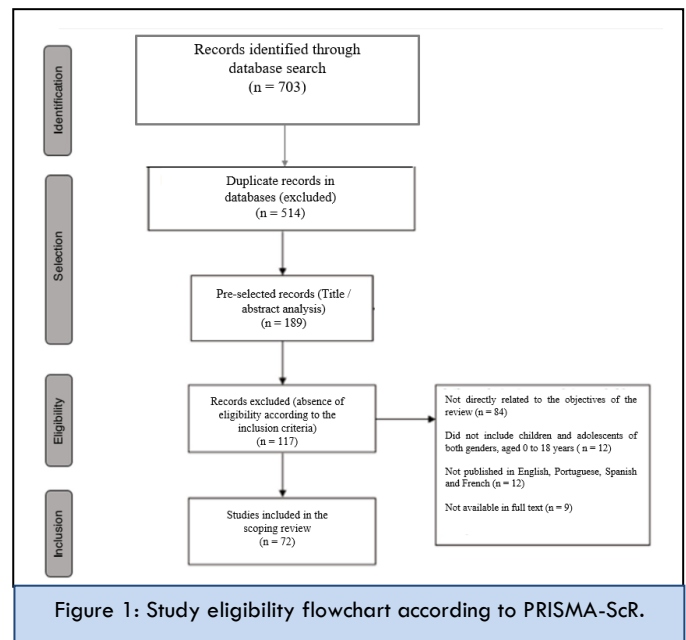 Identification
Records identified through
database search
(n = 703)
Selection
Duplicate records in
databases (excluded)
(n = 514)
Pre-selected records (Title /
abstract analysis)
(n = 189)
Eligibility
Records excluded (absence of
eligibility according to the
inclusion criteria)
(n = 117)
Not directly related to the objectives of the
review (n = 84)
Did not include children and adolescents of
both genders, aged 0 to 18 years ( n = 12)
Not published in English, Portuguese, Spanish
and French (n = 12)
Not available in full text (n = 9)
Inclusion
Studies included in the
scoping review
(n = 72)
Figure 1: Study eligibility flowchart according to PRISMA-ScR.